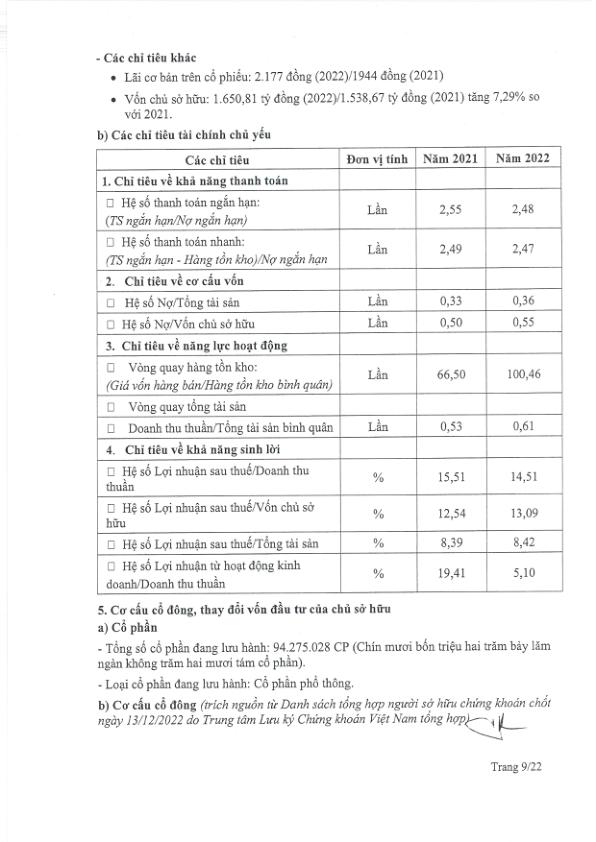 - Các chỉ tiêu khác
• Lãi cơ bản trên cổ phiếu: 2.177 đồng (2022)/1944 đồng (2021)
• Vốn chủ sở hữu: 1.650,81 tỷ đồng (2022)/1.538,67 tỷ đồng (2021) tăng 7,29% so
với 2021.
b) Các chỉ tiêu tài chính chủ yếu
Các chỉ tiêu Đơn vị tính Năm 2021 Năm 2022
1. Chỉ tiêu về khả năng thanh toán
□ Hệ số thanh toán ngắn hạn:
(TS ngắn hạn/Nợ ngắn hạn) Lần 2,55 2,48
□ Hệ số thanh toán nhanh:
(TS ngắn hạn - Hàng tồn kho)/Nợ ngắn hạn Lần 2,49 2,47
2. Chỉ tiêu về cơ cấu vốn
□ Hệ số Nợ/Tổng tài sản Lần 0,33 0,36
□ Hệ số Nợ/Vốn chủ sở hữu Lần 0,50 0,55
3. Chỉ tiêu về năng lực hoạt động
□ Vòng quay hàng tồn kho:
(Giá vốn hàng bán/Hàng tồn kho bình quân) Lần 66,50 100,46
□ Vòng quay tổng tài sản
□ Doanh thu thuần/Tổng tài sản bình quân Lần 0,53 0,61
4. Chỉ tiêu về khả năng sinh lời
□ Hệ số Lợi nhuận sau thuế/Doanh thu
thuần % 15,51 14,51
□ Hệ số Lợi nhuận sau thuế/Vốn chủ sở
hữu % 12,54 13,09
□ Hệ số Lợi nhuận sau thuế/Tổng tài sản % 8,39 8,42
□ Hệ số Lợi nhuận từ hoạt động kinh
doanh/Doanh thu thuần % 19,41 5,10
5. Cơ cấu cổ đông, thay đổi vốn đầu tư của chủ sở hữu
a) Cổ phần
- Tổng số cổ phần đang lưu hành: 94.275.028 CP (Chín mươi bốn triệu hai trăm bảy lăm
ngàn không trăm hai mươi tám cổ phần).
- Loại cổ phần đang lưu hành: Cổ phần phổ thông.
b) Cơ cấu cổ đông (trích nguồn từ Danh sách tổng hợp người sở hữu chứng khoán chốt
ngày 13/12/2022 do Trung tâm Lưu ký Chứng khoán Việt Nam tổng hợp)
Trang 9/22